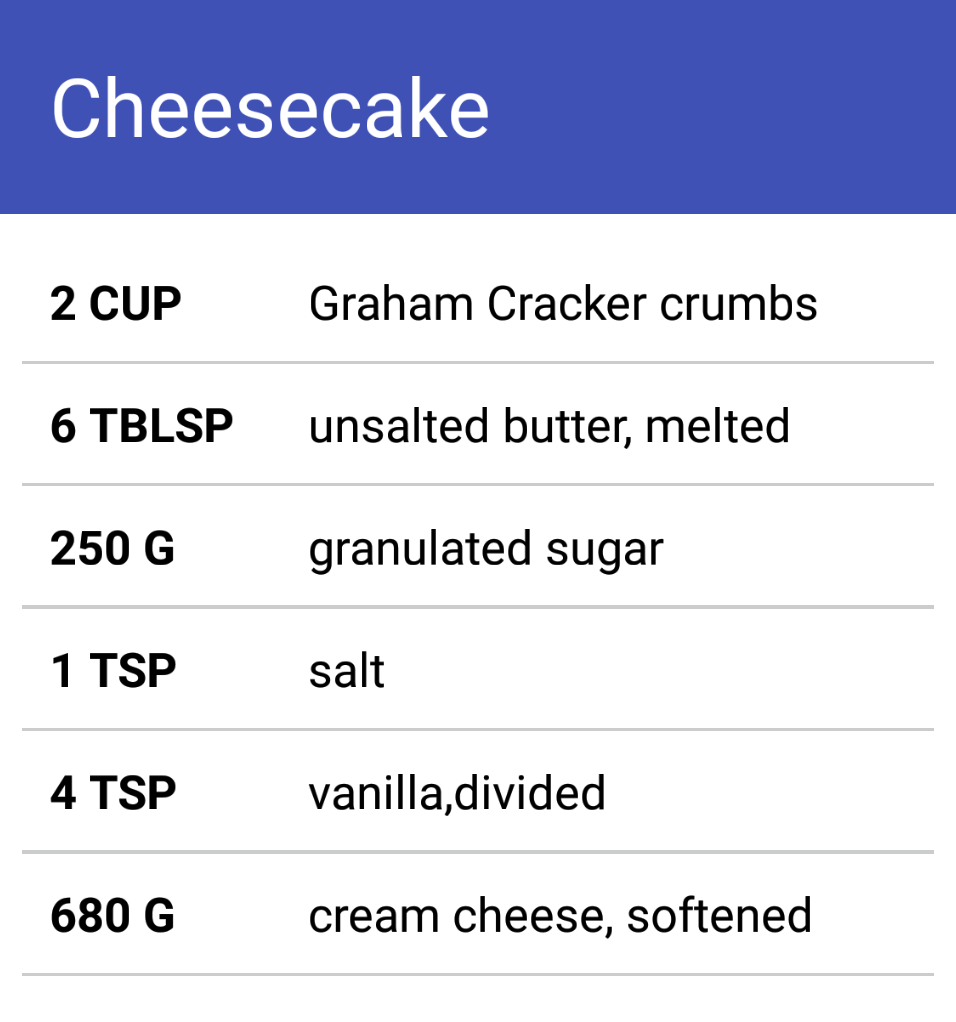 Cheesecake
2 CUP Graham Cracker crumbs
6 TBLSP unsalted butter, melted
250 G granulated sugar
1 TSP salt
4 TSP vanilla,divided
680 G cream cheese, softened